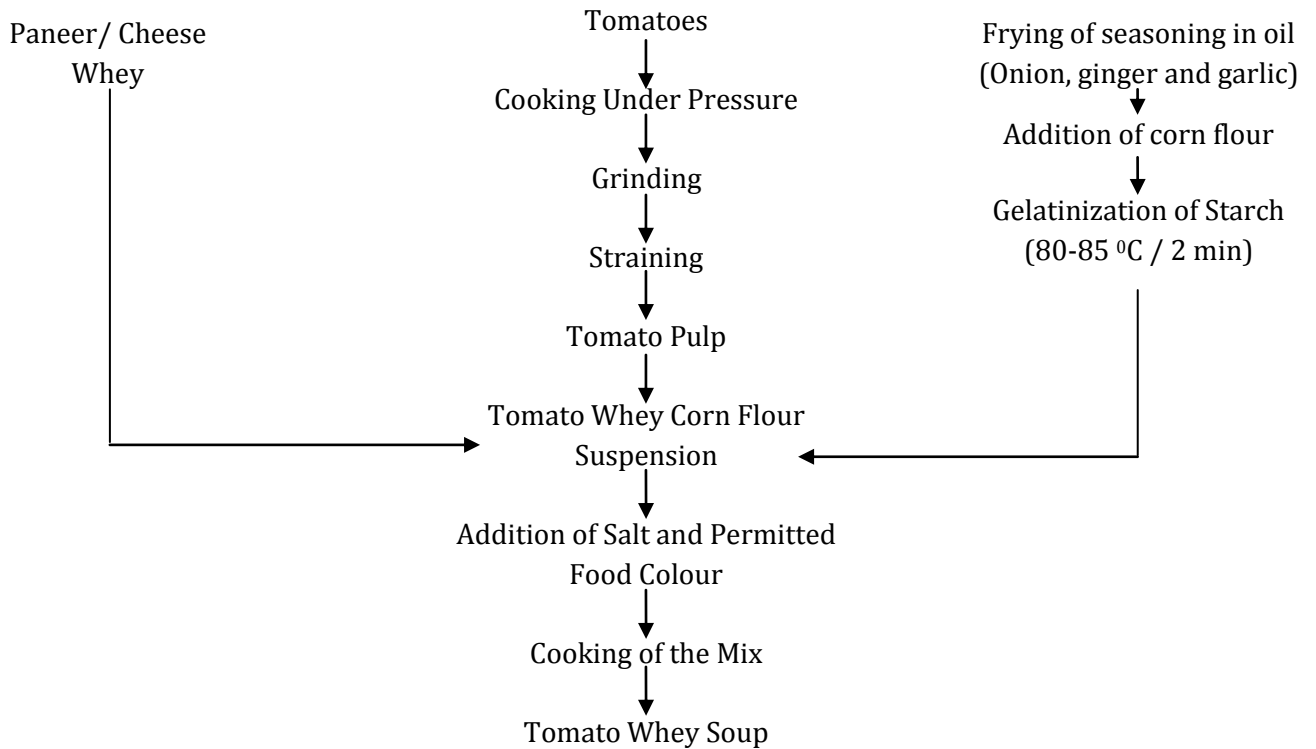 Paneer/ Cheese
Whey
Tomatoes
Cooking Under Pressure
Grinding
Straining
Tomato Pulp
Frying of seasoning in oil
(Onion, ginger and garlic)
Addition of corn flour
Gelatinization of Starch
(80-85 ⁰C / 2 min)
Tomato Whey Corn Flour
Suspension
Addition of Salt and Permitted
Food Colour
Cooking of the Mix
Tomato Whey Soup